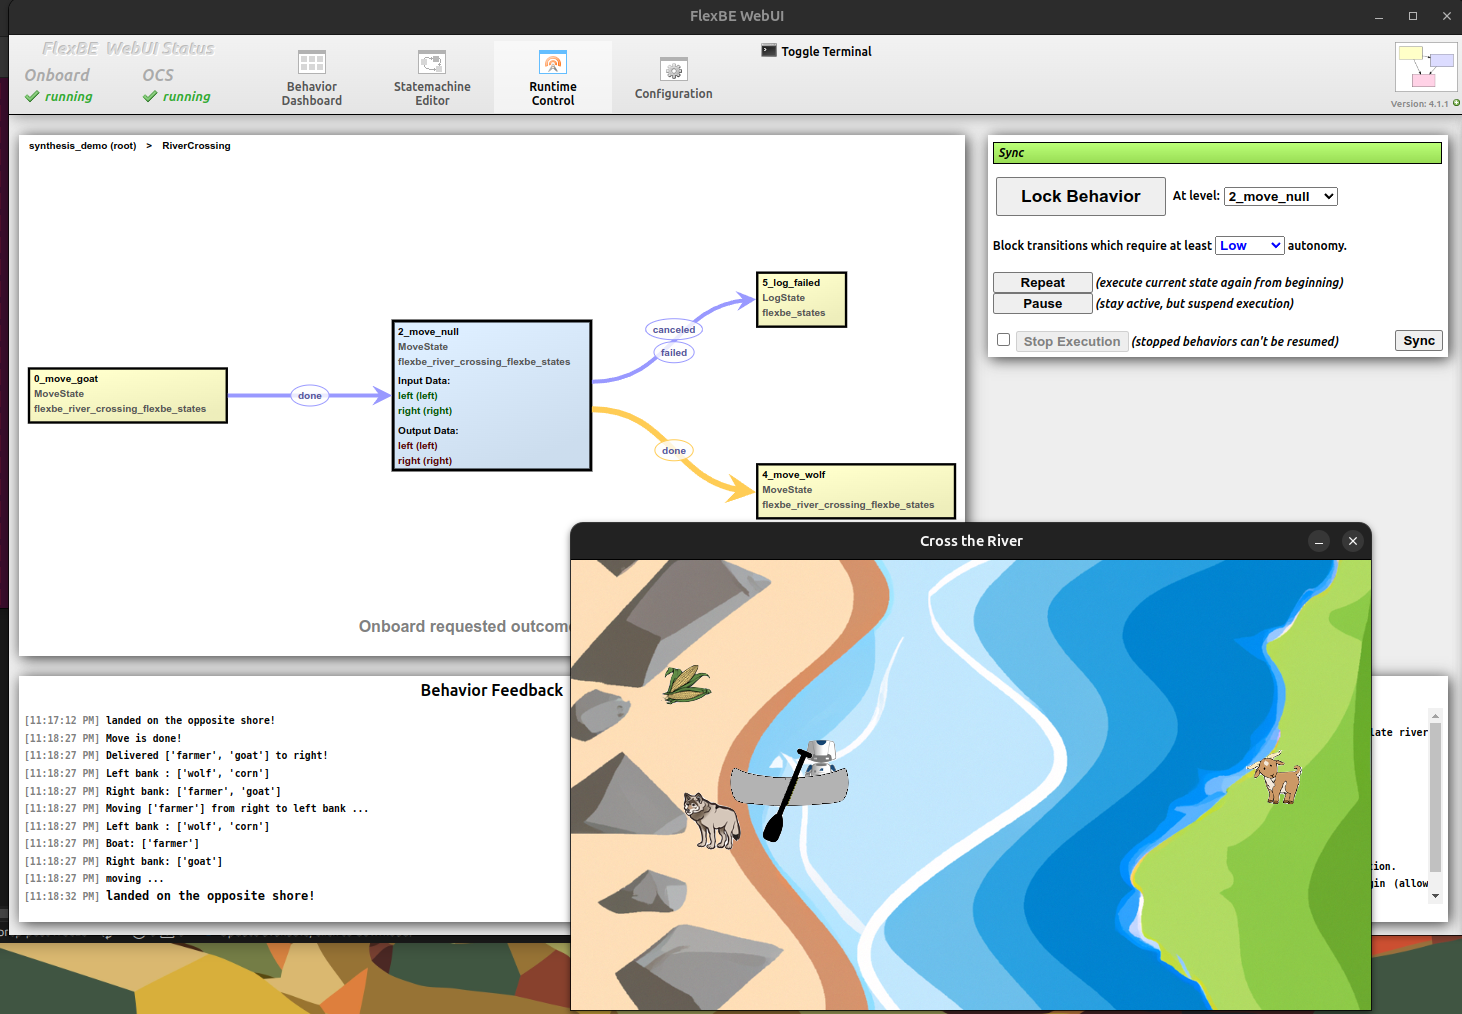 FlexBE WebUI
FlexBE WebUI Status
Onboard
running
OCS
running
Behavior
Dashboard
Statemachine
Editor
Runtime
Control
Configuration
Toggle Terminal
Version: 4.1.1
synthesis_demo (root) > RiverCrossing
0_move_goat
MoveState
flexbe_river_crossing_flexbe_states
done
2_move_null
MoveState
flexbe_river_crossing_flexbe_states
Input Data:
left (left)
right (right)
Output Data:
left (left)
right (right)
canceled
failed
done
5_log_failed
LogState
flexbe_states
4_move_wolf
MoveState
flexbe_river_crossing_flexbe_states
Onboard requested outcome
Sync
Lock Behavior At level: 2_move_null
Block transitions which require at least Low autonomy.
Repeat (execute current state again from beginning)
Pause (stay active, but suspend execution)
Stop Execution (stopped behaviors can't be resumed) Sync
Behavior Feedback
[11:17:12 PM] landed on the opposite shore!
[11:18:27 PM] Move is done!
[11:18:27 PM] Delivered ['farmer', 'goat'] to right!
[11:18:27 PM] Left bank : ['wolf', 'corn']
[11:18:27 PM] Right bank: ['farmer', 'goat']
[11:18:27 PM] Moving ['farmer'] from right to left bank ...
[11:18:27 PM] Left bank : ['wolf', 'corn']
[11:18:27 PM] Boat: ['farmer']
[11:18:27 PM] Right bank: ['goat']
[11:18:27 PM] moving ...
[11:18:32 PM] landed on the opposite shore!
Cross the River
late river
tion.
gin (allow